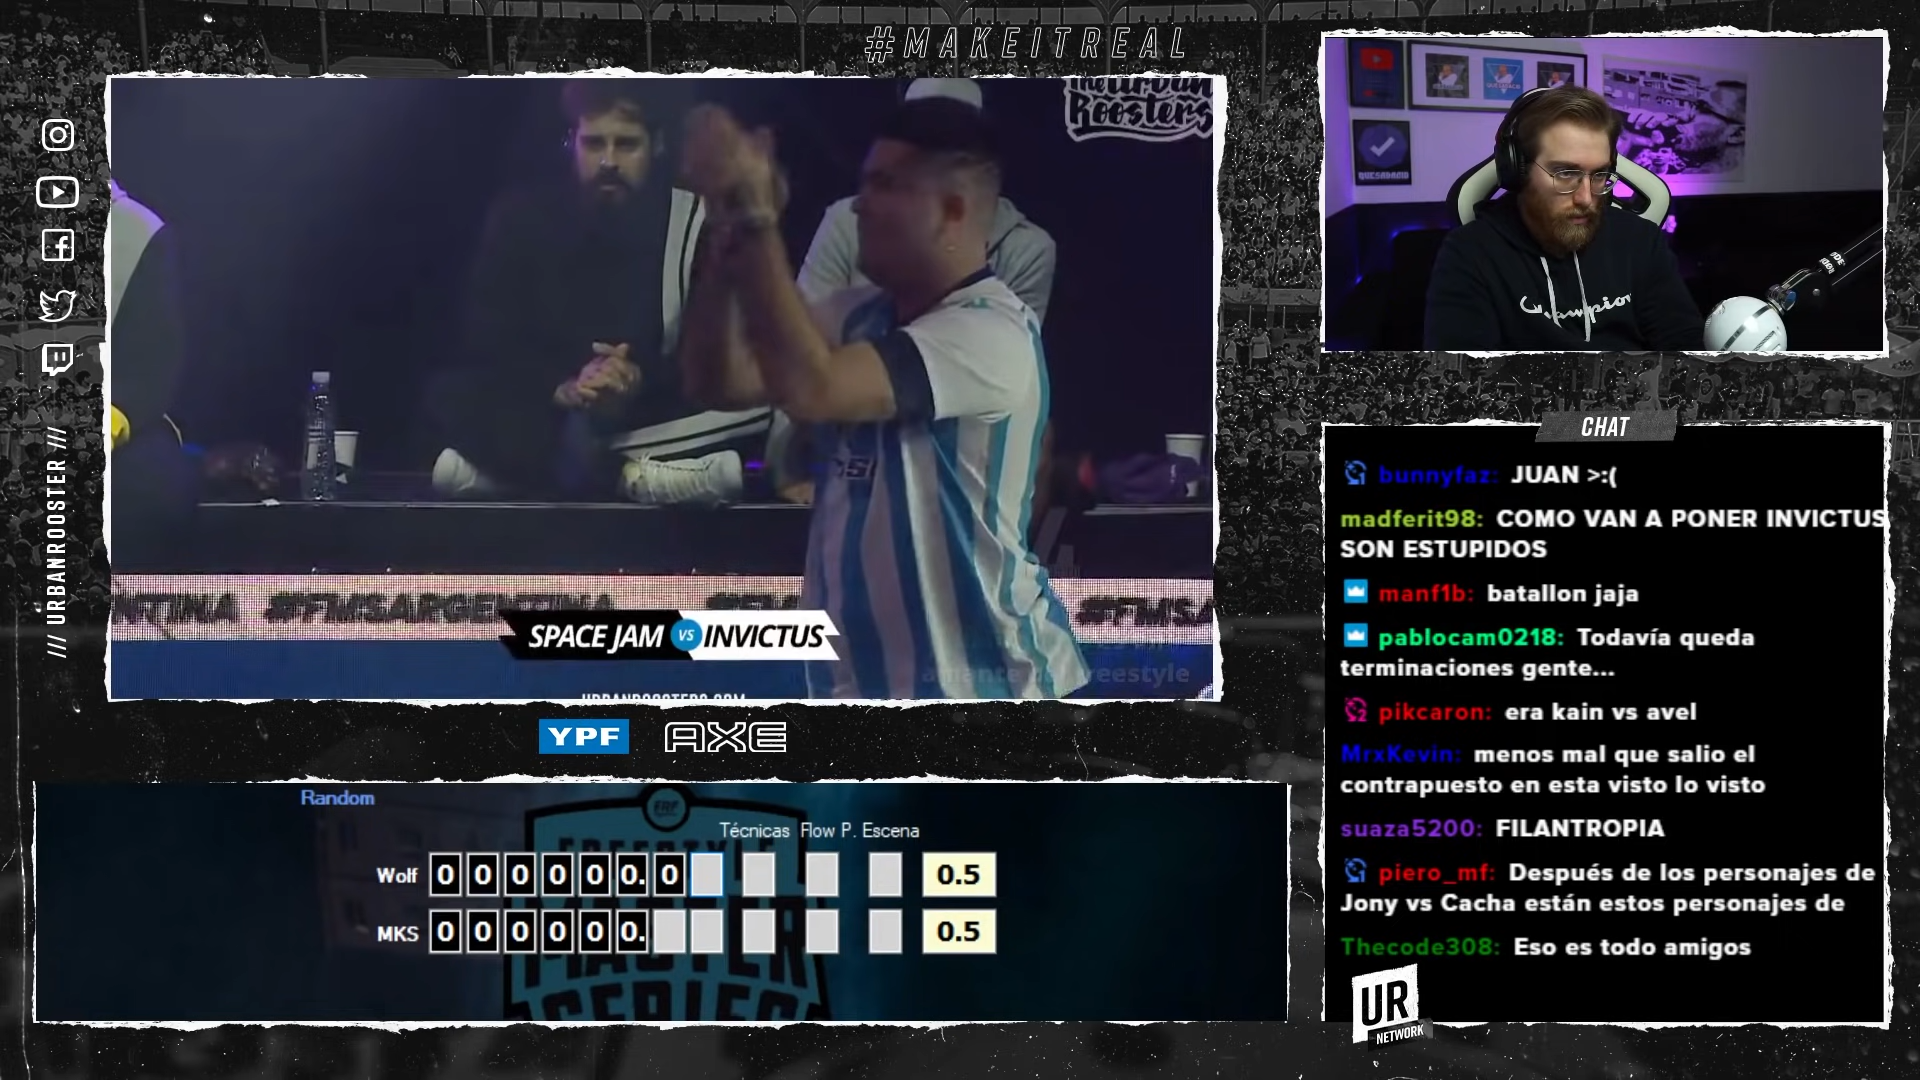 #MAKEITREAL
The Urban
Roosters
/// URBANROOSTER ///
#FMSARGENTINA
SPACE JAM VS INVICTUS
YPF AXE
Random
Técnicas Flow P. Escena
Wolf 0 0 0 0 0 0. 0 0.5
MKS 0 0 0 0 0 0. 0.5
Champion
RODE
CHAT
bunnyfaz: JUAN >:(
madferit98: COMO VAN A PONER INVICTUS
SON ESTUPIDOS
manf1b: batallon jaja
pablocam0218: Todavía queda
terminaciones gente...
pikcaron: era kain vs avel
MrxKevin: menos mal que salio el
contrapuesto en esta visto lo visto
suaza5200: FILANTROPIA
piero_mf: Después de los personajes de
Jony vs Cacha están estos personajes de
Thecode308: Eso es todo amigos
UR
NETWORK